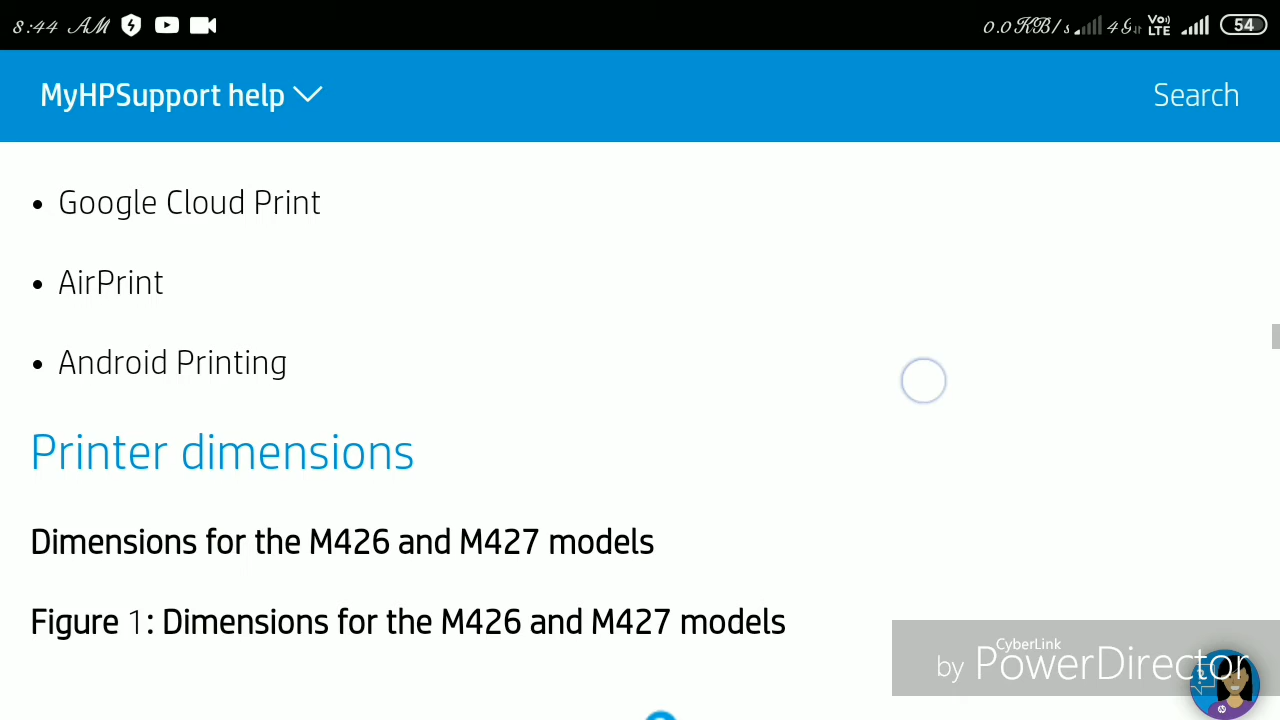 8:44 AM 0.0KB/s 4G Vo) LTE 54
MyHPSupport help Search
• Google Cloud Print
• AirPrint
• Android Printing
Printer dimensions
Dimensions for the M426 and M427 models
Figure 1: Dimensions for the M426 and M427 models
CyberLink
by PowerDirector